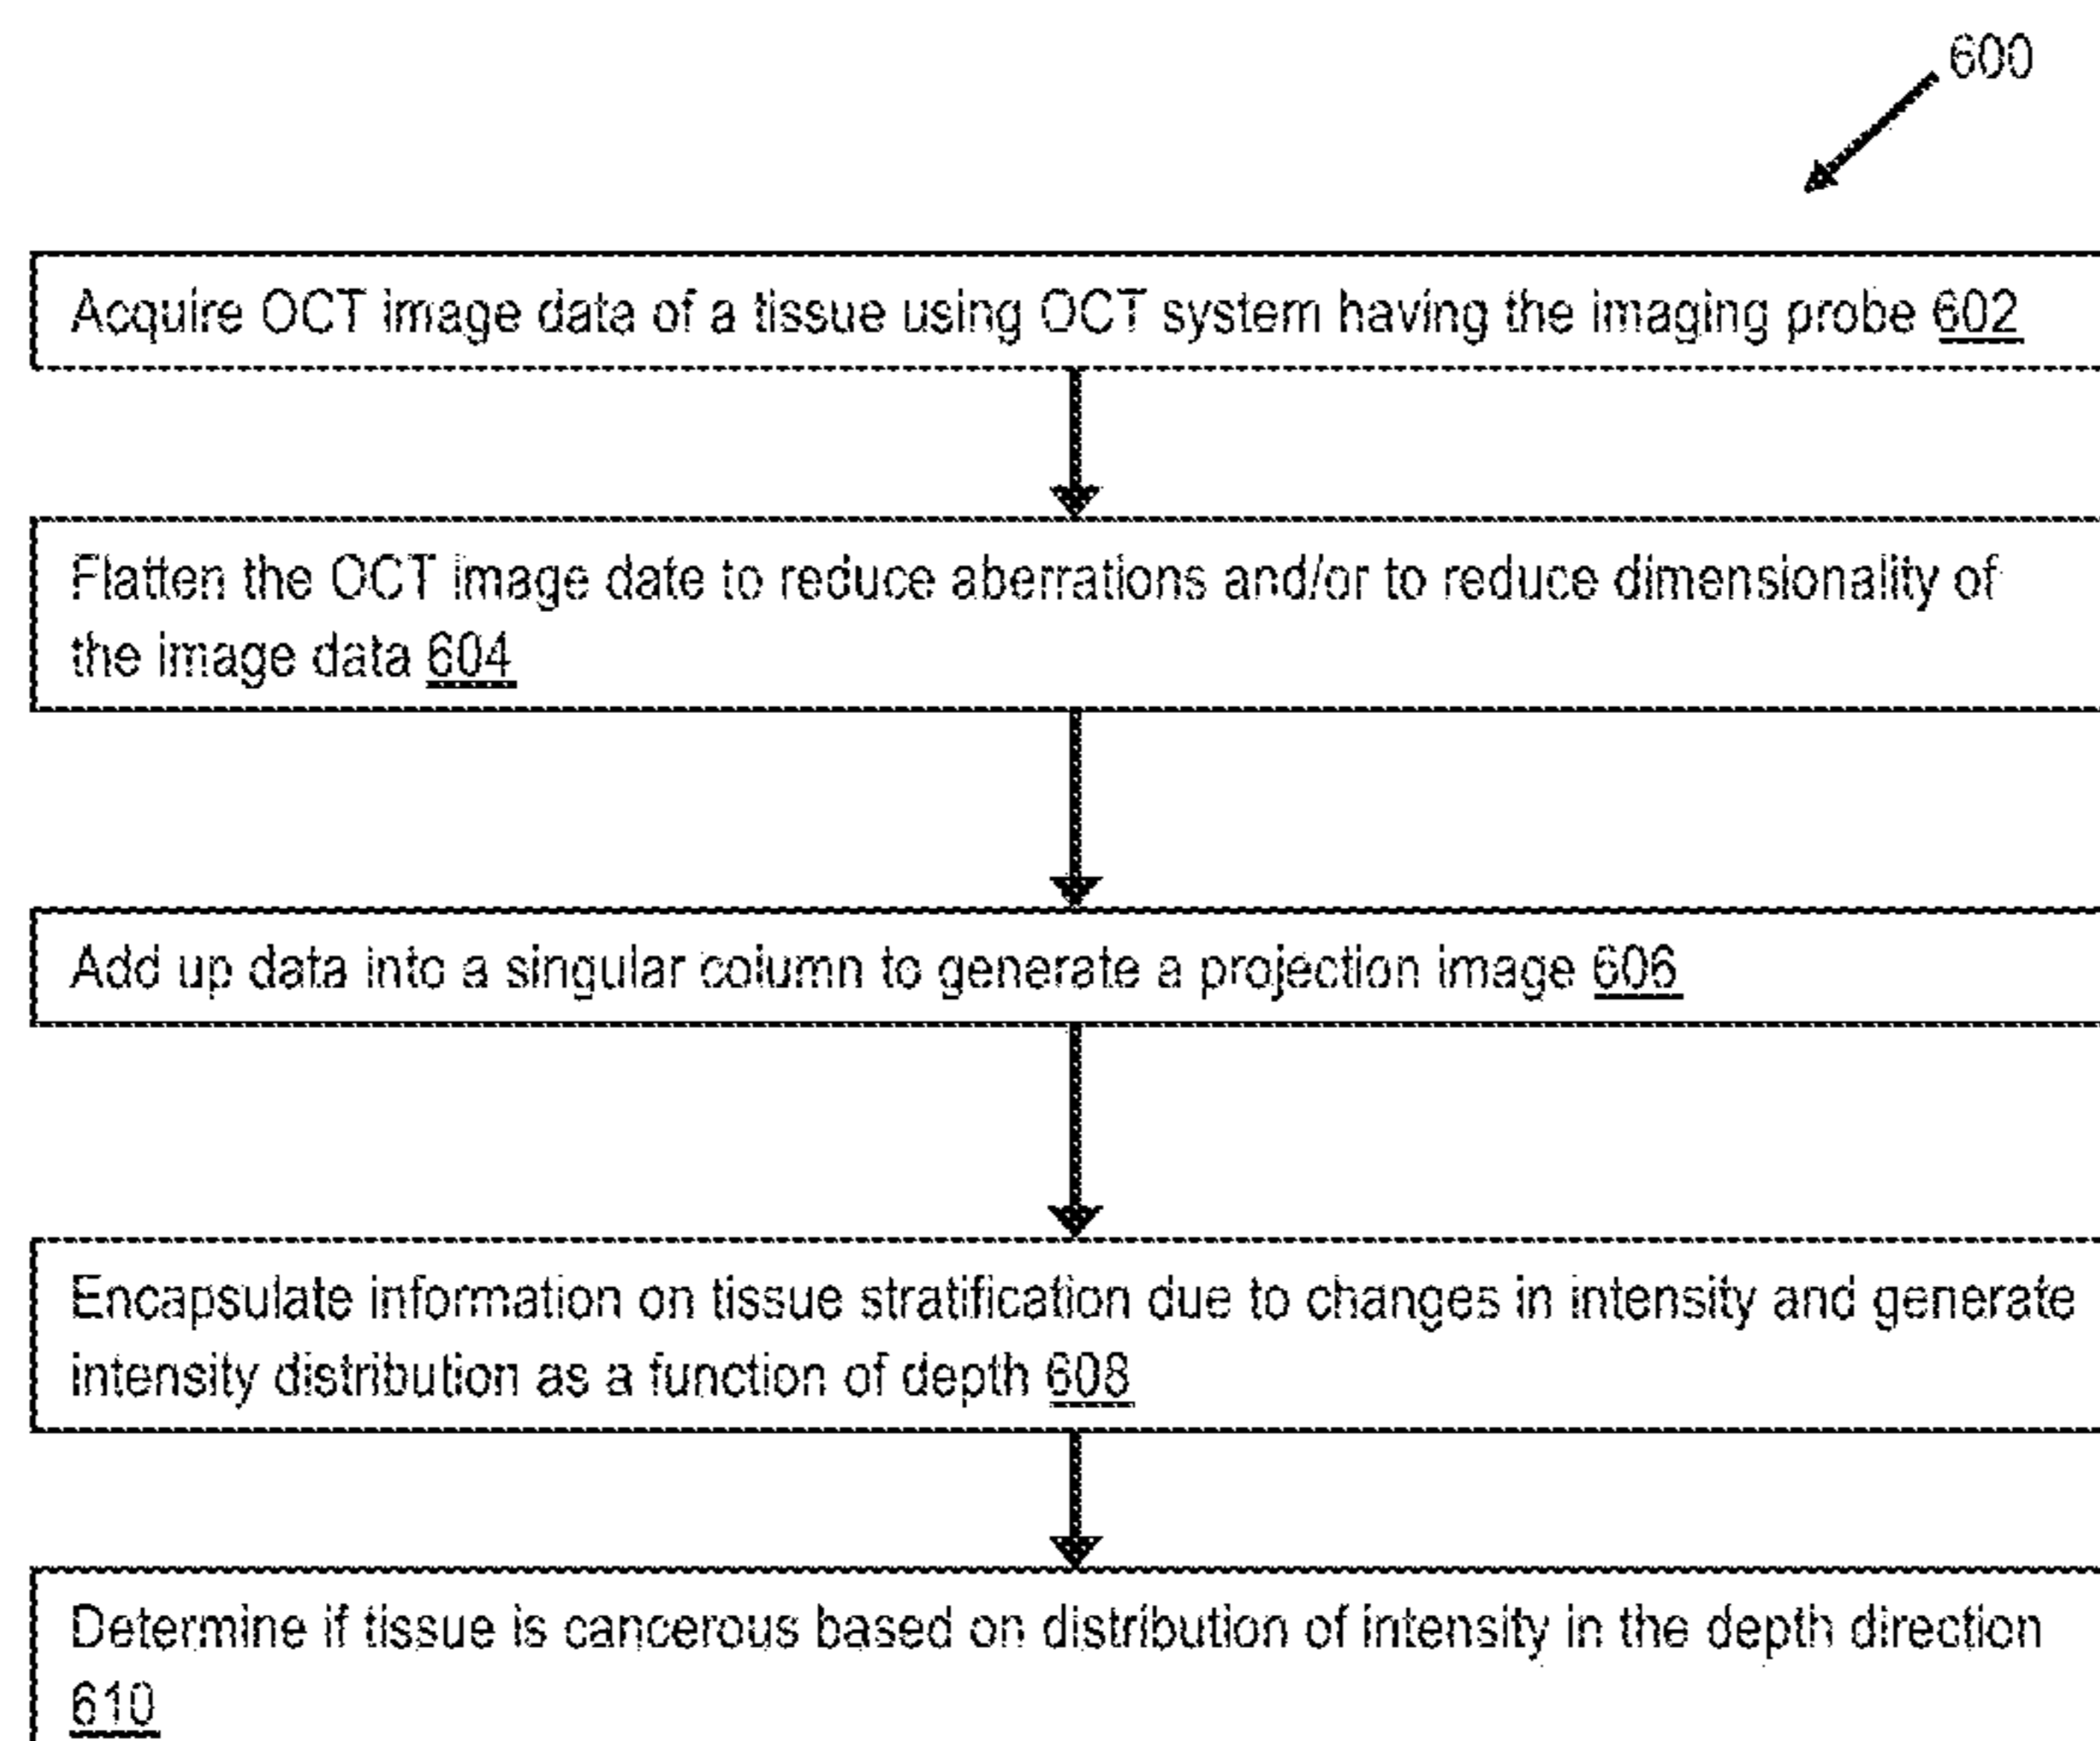 600
Acquire OCT image data of a tissue using OCT system having the imaging probe 602
Flatten the OCT image date to reduce aberrations and/or to reduce dimensionality of
the image data 604
Add up data into a singular column to generate a projection image 606
Encapsulate information on tissue stratification due to changes in intensity and generate
intensity distribution as a function of depth 608
Determine if tissue is cancerous based on distribution of intensity in the depth direction
610